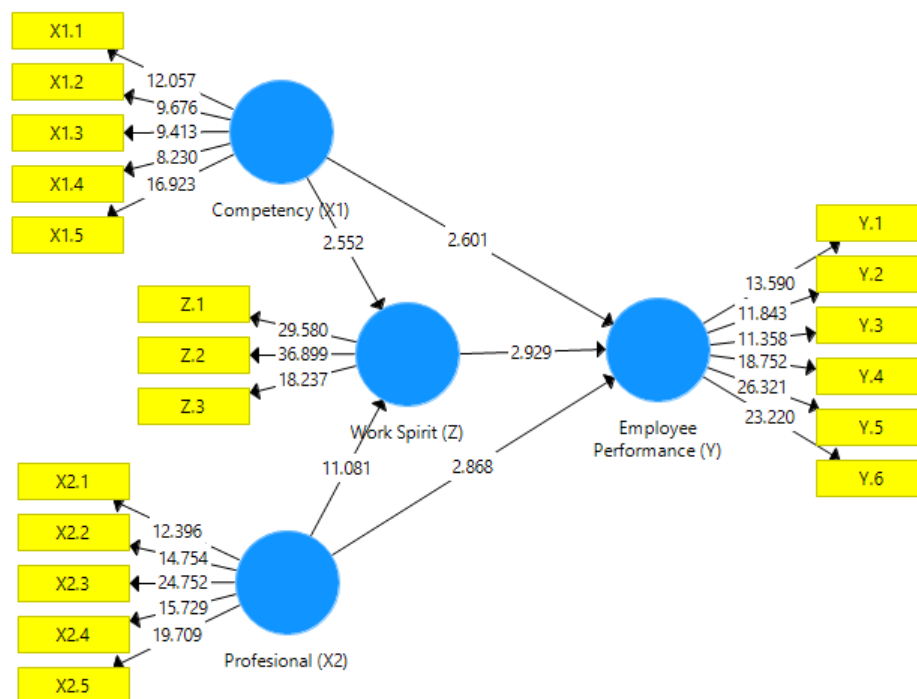 X1.1
X1.2
X1.3
X1.4
X1.5
12.057
9.676
9.413
8.230
16.923
Competency (X1)
2.552
2.601
Z.1
Z.2
Z.3
29.580
36.899
18.237
Work Spirit (Z)
2.929
11.081
2.868
Y.1
Y.2
Y.3
Y.4
Y.5
Y.6
13.590
11.843
11.358
18.752
26.321
23.220
Employee
Performance (Y)
X2.1
X2.2
X2.3
X2.4
X2.5
12.396
14.754
24.752
15.729
19.709
Profesional (X2)